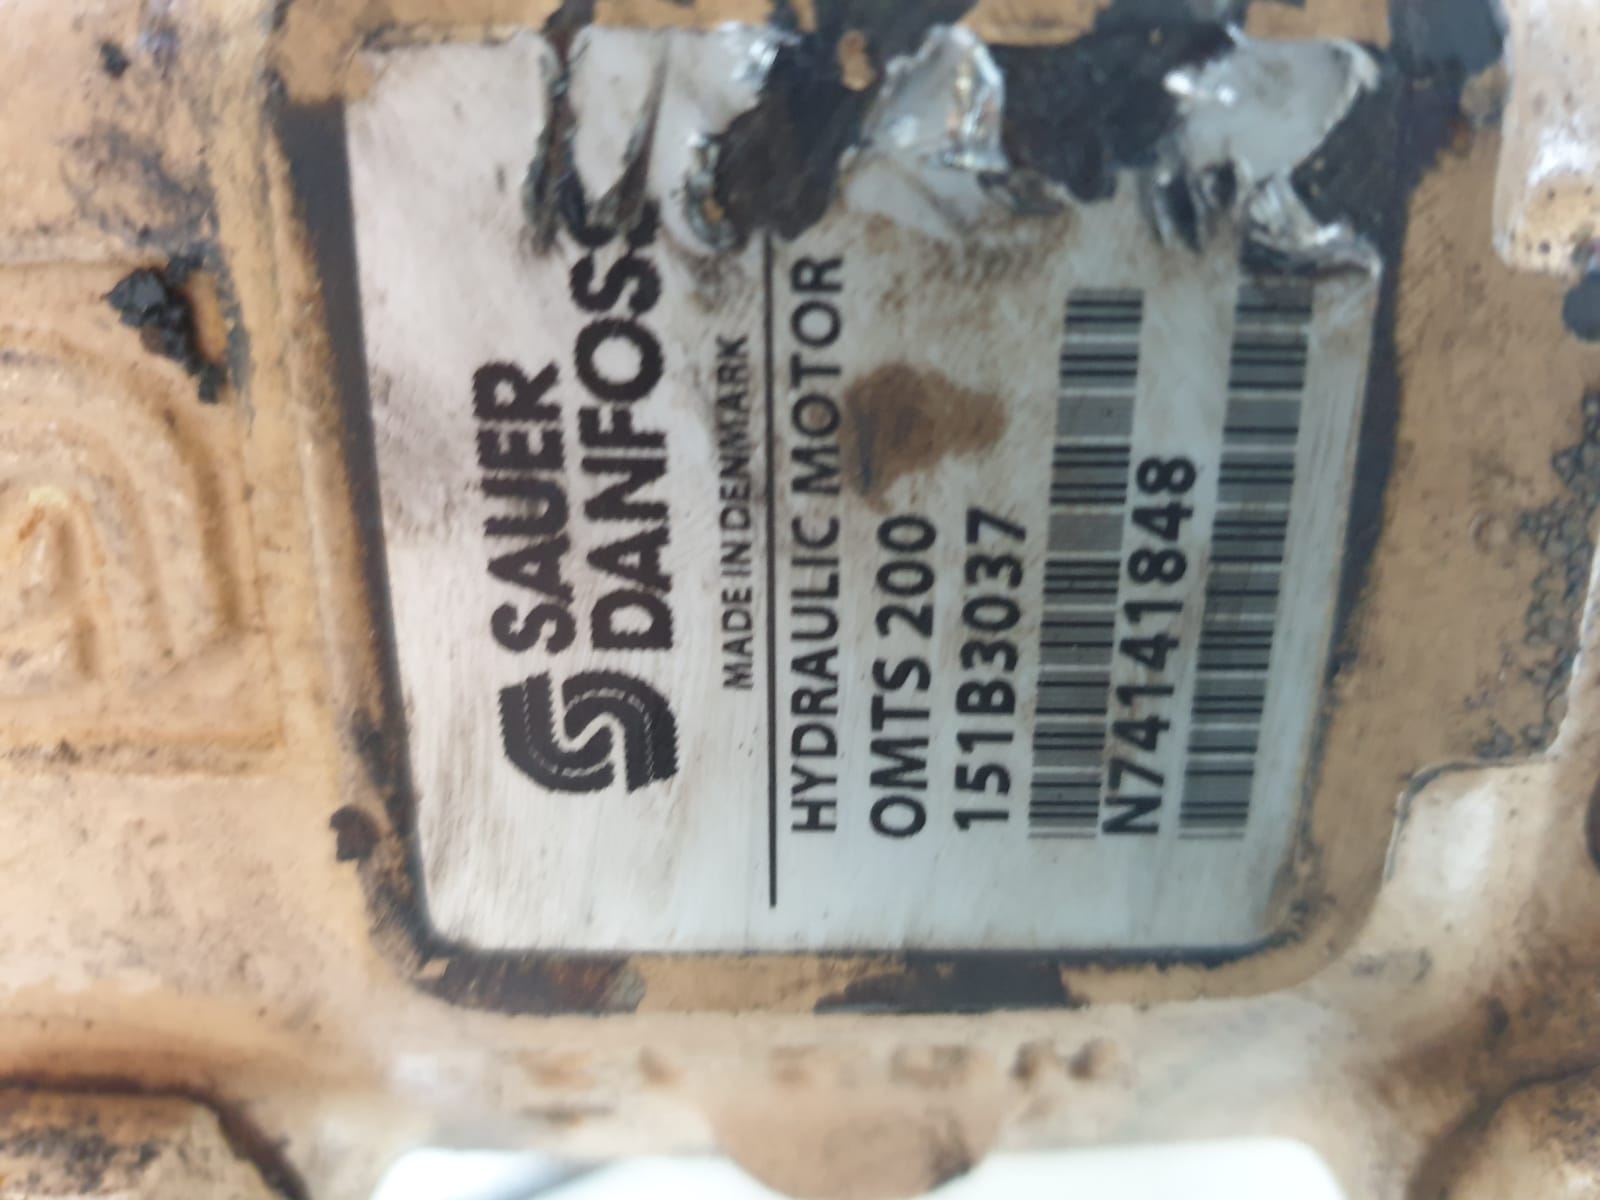 SAUER
DANFOSS
MADE IN DENMARK
HYDRAULIC MOTOR
OMTS 200
151B3037
N74141848